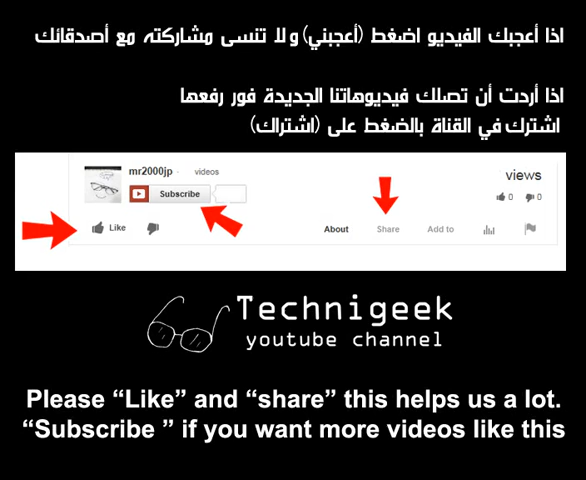 اذا أعجبك الفيديو اضغط (أعجبني) و لا تنسى مشاركته مع أصدقائك
اذا أردت أن تصلك فيديوهاتنا الجديدة فور رفعها
اشترك في القناة بالضغط على (اشتراك)
mr2000jp · videos
views
Subscribe
0 0
Like
About Share Add to
Technigeek
youtube channel
Please “Like” and “share” this helps us a lot.
“Subscribe ” if you want more videos like this